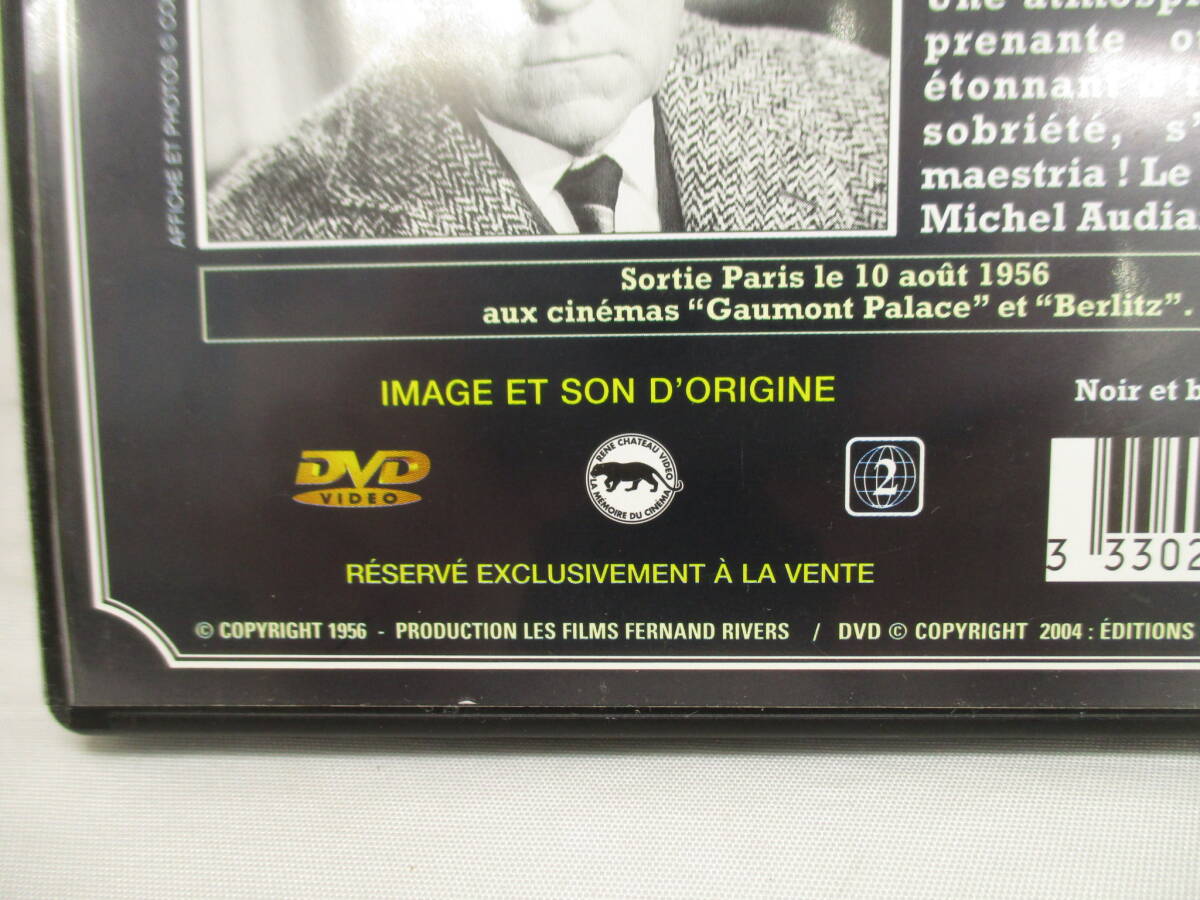 AFFICHE ET PHOTOS ©
prenante
étonnant
sobriété,
maestria ! Le
Michel
Sortie Paris le 10 août 1956
aux cinémas “Gaumont Palace” et “Berlitz”.
IMAGE ET SON D’ORIGINE
Noir et
DVD
VIDEO
RENE CHATEAU VIDEO
LA MÉMOIRE DU CINÉMA
2
3 3302
RÉSERVÉ EXCLUSIVEMENT À LA VENTE
© COPYRIGHT 1956 - PRODUCTION LES FILMS FERNAND RIVERS / DVD © COPYRIGHT 2004 : ÉDITIONS